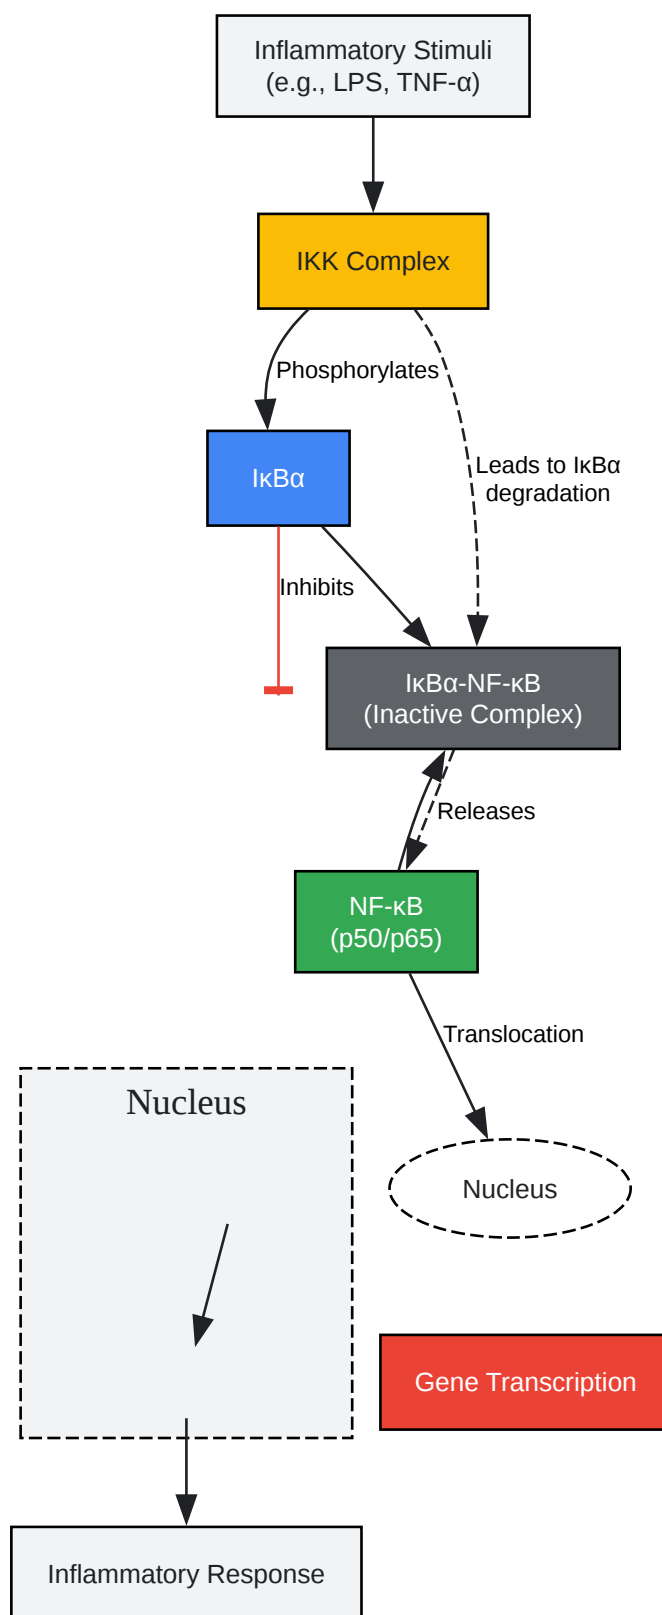 Inflammatory Stimuli
(e.g., LPS, TNF-α)
IKK Complex
Phosphorylates
Leads to IκBα
degradation
IκBα
Inhibits
IκBα-NF-κB
(Inactive Complex)
Releases
NF-κB
(p50/p65)
Translocation
Nucleus
Nucleus
Gene Transcription
Inflammatory Response